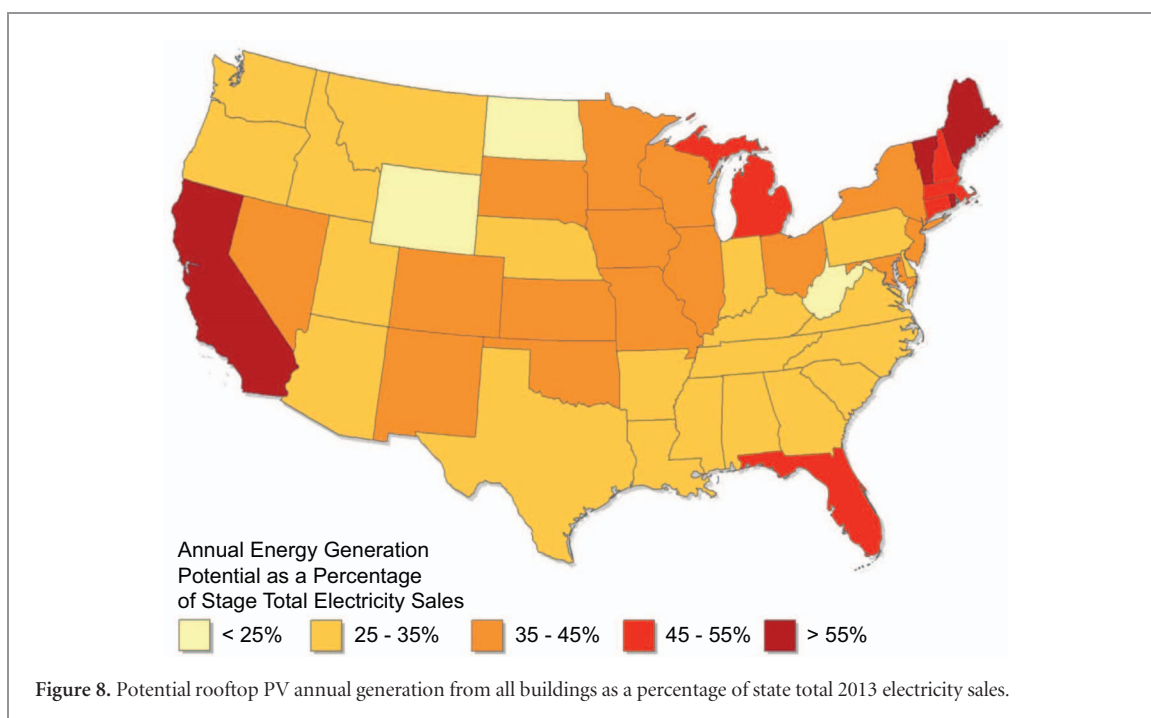 Annual Energy Generation
Potential as a Percentage
of Stage Total Electricity Sales
< 25% 25 - 35% 35 - 45% 45 - 55% > 55%
Figure 8. Potential rooftop PV annual generation from all buildings as a percentage of state total 2013 electricity sales.